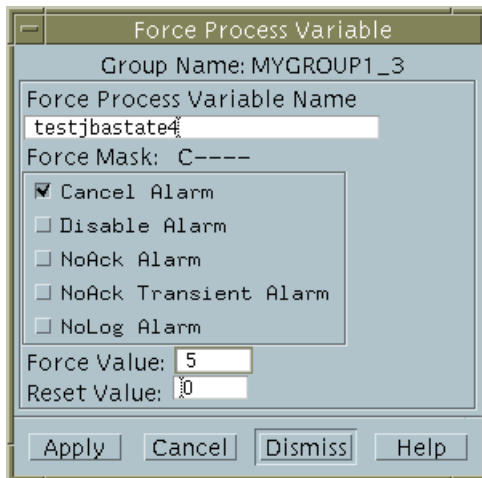 Force Process Variable
Group Name: MYGROUP1_3
Force Process Variable Name
testjbastate4
Force Mask: C----
Cancel Alarm
Disable Alarm
NoAck Alarm
NoAck Transient Alarm
NoLog Alarm
Force Value: 5
Reset Value: 0
Apply Cancel Dismiss Help